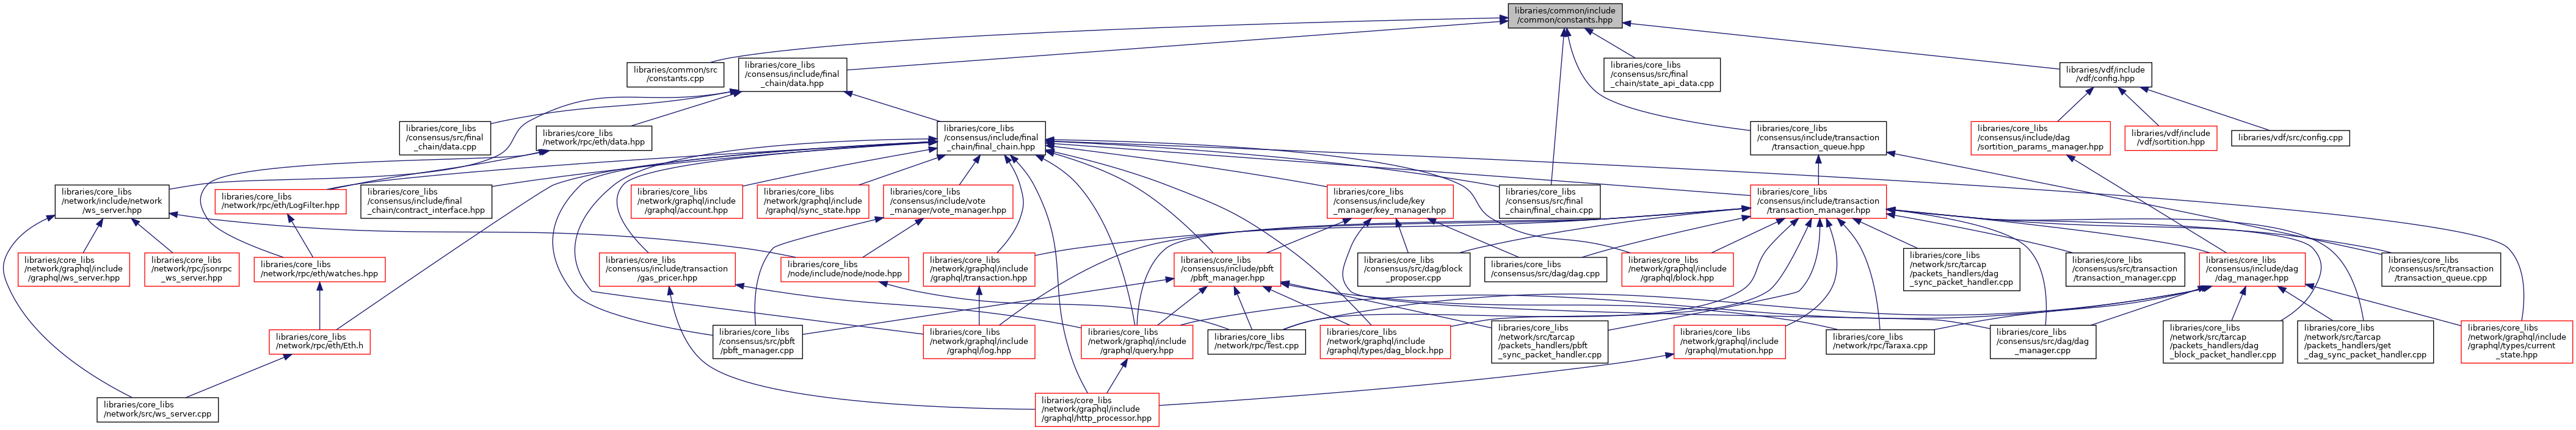 libraries/common/include
/common/constants.hpp
libraries/common/src
/constants.cpp
libraries/core_libs
/consensus/include/final
_chain/data.hpp
libraries/core_libs
/consensus/src/final
_chain/state_api_data.cpp
libraries/vdf/include
/vdf/config.hpp
libraries/core_libs
/consensus/src/final
_chain/data.cpp
libraries/core_libs
/network/rpc/eth/data.hpp
libraries/core_libs
/consensus/include/final
_chain/final_chain.hpp
libraries/core_libs
/consensus/include/transaction
/transaction_queue.hpp
libraries/core_libs
/consensus/include/dag
/sortition_params_manager.hpp
libraries/vdf/include
/vdf/sortition.hpp
libraries/vdf/src/config.cpp
libraries/core_libs
/network/include/network
/ws_server.hpp
libraries/core_libs
/network/rpc/eth/LogFilter.hpp
libraries/core_libs
/consensus/include/final
_chain/contract_interface.hpp
libraries/core_libs
/network/graphql/include
/graphql/account.hpp
libraries/core_libs
/network/graphql/include
/graphql/sync_state.hpp
libraries/core_libs
/consensus/include/vote
_manager/vote_manager.hpp
libraries/core_libs
/consensus/include/key
_manager/key_manager.hpp
libraries/core_libs
/consensus/src/final
_chain/final_chain.cpp
libraries/core_libs
/consensus/include/transaction
/transaction_manager.hpp
libraries/core_libs
/network/graphql/include
/graphql/ws_server.hpp
libraries/core_libs
/network/rpc/jsonrpc
_ws_server.hpp
libraries/core_libs
/network/rpc/eth/watches.hpp
libraries/core_libs
/consensus/include/transaction
/gas_pricer.hpp
libraries/core_libs
/node/include/node/node.hpp
libraries/core_libs
/network/graphql/include
/graphql/transaction.hpp
libraries/core_libs
/consensus/include/pbft
/pbft_manager.hpp
libraries/core_libs
/consensus/src/dag/block
_proposer.cpp
libraries/core_libs
/consensus/src/dag/dag.cpp
libraries/core_libs
/network/graphql/include
/graphql/block.hpp
libraries/core_libs
/network/src/tarcap
/packets_handlers/dag
_sync_packet_handler.cpp
libraries/core_libs
/consensus/src/transaction
/transaction_manager.cpp
libraries/core_libs
/consensus/include/dag
/dag_manager.hpp
libraries/core_libs
/consensus/src/transaction
/transaction_queue.cpp
libraries/core_libs
/network/rpc/eth/Eth.h
libraries/core_libs
/consensus/src/pbft
/pbft_manager.cpp
libraries/core_libs
/network/graphql/include
/graphql/log.hpp
libraries/core_libs
/network/graphql/include
/graphql/query.hpp
libraries/core_libs
/network/rpc/Test.cpp
libraries/core_libs
/network/graphql/include
/graphql/types/dag_block.hpp
libraries/core_libs
/network/src/tarcap
/packets_handlers/pbft
_sync_packet_handler.cpp
libraries/core_libs
/network/graphql/include
/graphql/mutation.hpp
libraries/core_libs
/network/rpc/Taraxa.cpp
libraries/core_libs
/consensus/src/dag/dag
_manager.cpp
libraries/core_libs
/network/src/tarcap
/packets_handlers/dag
_block_packet_handler.cpp
libraries/core_libs
/network/src/tarcap
/packets_handlers/get
_dag_sync_packet_handler.cpp
libraries/core_libs
/network/graphql/include
/graphql/types/current
_state.hpp
libraries/core_libs
/network/src/ws_server.cpp
libraries/core_libs
/network/graphql/include
/graphql/http_processor.hpp